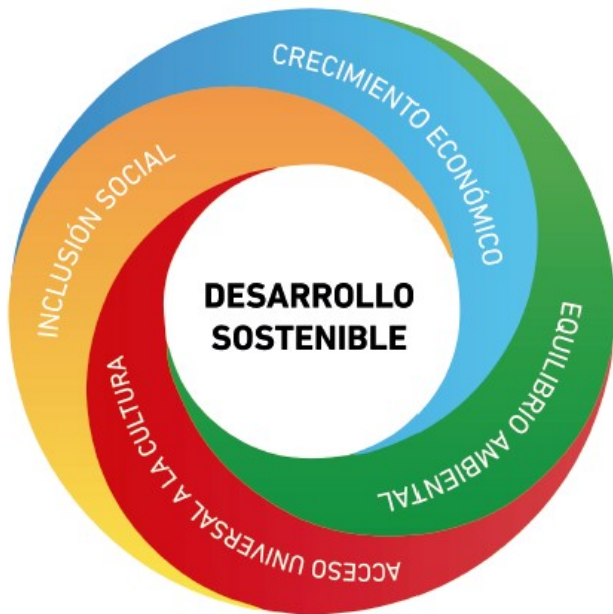 CRECIMIENTO ECONÓMICO
EQUILIBRIO AMBIENTAL
ACCESO UNIVERSAL A LA CULTURA
INCLUSIÓN SOCIAL
DESARROLLO
SOSTENIBLE